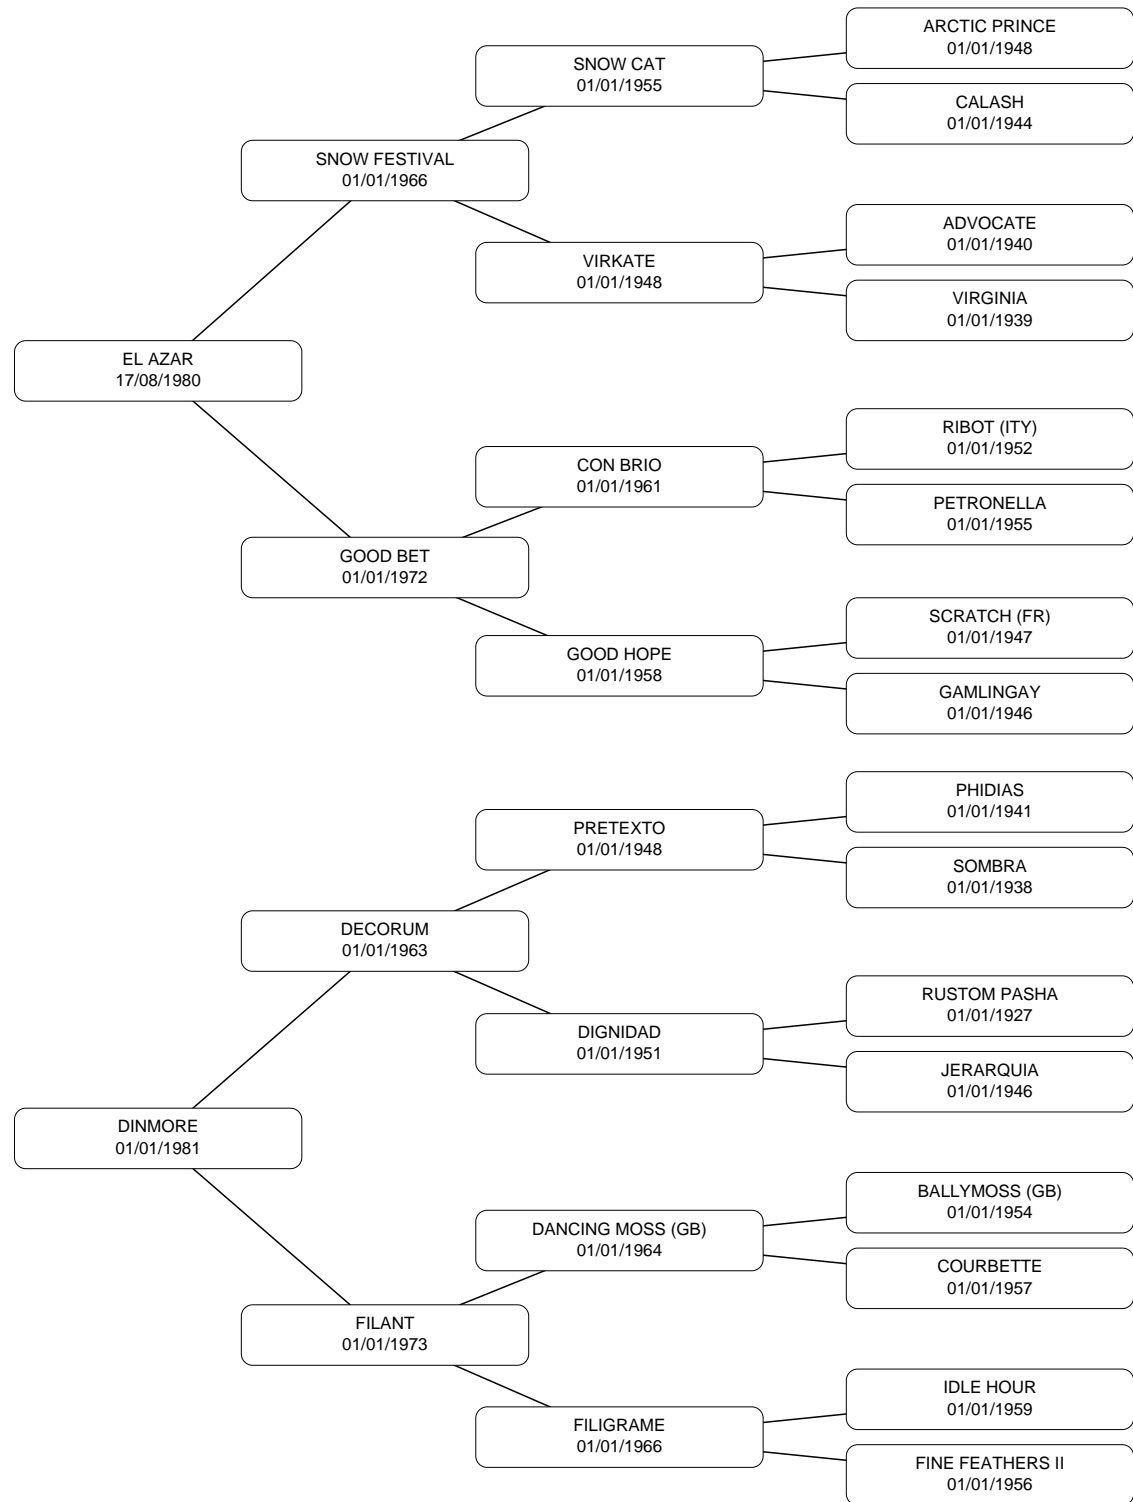 ARCTIC PRINCE
01/01/1948
SNOW CAT
01/01/1955
CALASH
01/01/1944
SNOW FESTIVAL
01/01/1966
ADVOCATE
01/01/1940
VIRKATE
01/01/1948
VIRGINIA
01/01/1939
EL AZAR
17/08/1980
RIBOT (ITY)
01/01/1952
CON BRIO
01/01/1961
PETRONELLA
01/01/1955
GOOD BET
01/01/1972
SCRATCH (FR)
01/01/1947
GOOD HOPE
01/01/1958
GAMLINGAY
01/01/1946
PHIDIAS
01/01/1941
PRETEXTO
01/01/1948
SOMBRA
01/01/1938
DECORUM
01/01/1963
RUSTOM PASHA
01/01/1927
DIGNIDAD
01/01/1951
JERARQUIA
01/01/1946
DINMORE
01/01/1981
BALLYMOSS (GB)
01/01/1954
DANCING MOSS (GB)
01/01/1964
COURBETTE
01/01/1957
FILANT
01/01/1973
IDLE HOUR
01/01/1959
FILIGRAME
01/01/1966
FINE FEATHERS II
01/01/1956